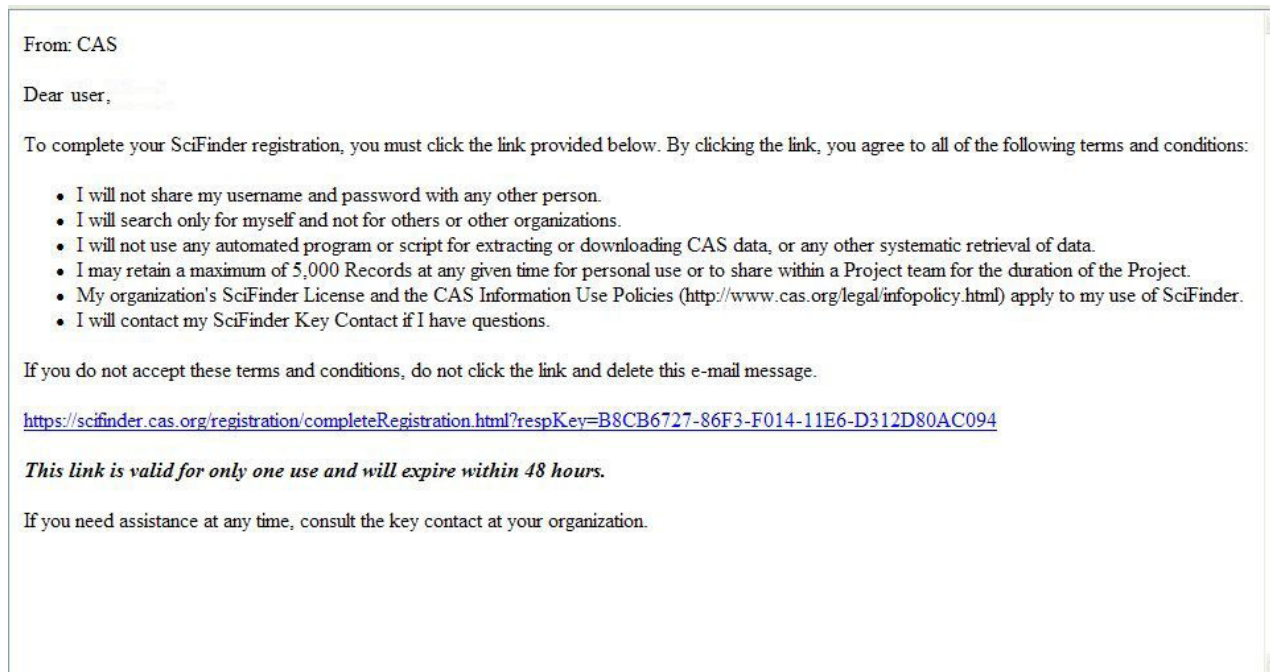 From: CAS
Dear user,
To complete your SciFinder registration, you must click the link provided below. By clicking the link, you agree to all of the following terms and conditions:
• I will not share my username and password with any other person.
• I will search only for myself and not for others or other organizations.
• I will not use any automated program or script for extracting or downloading CAS data, or any other systematic retrieval of data.
• I may retain a maximum of 5,000 Records at any given time for personal use or to share within a Project team for the duration of the Project.
• My organization's SciFinder License and the CAS Information Use Policies (http://www.cas.org/legal/infopolicy.html) apply to my use of SciFinder.
• I will contact my SciFinder Key Contact if I have questions.
If you do not accept these terms and conditions, do not click the link and delete this e-mail message.
https://scifinder.cas.org/registration/completeRegistration.html?respKey=B8CB6727-86F3-F014-11E6-D312D80AC094
This link is valid for only one use and will expire within 48 hours.
If you need assistance at any time, consult the key contact at your organization.